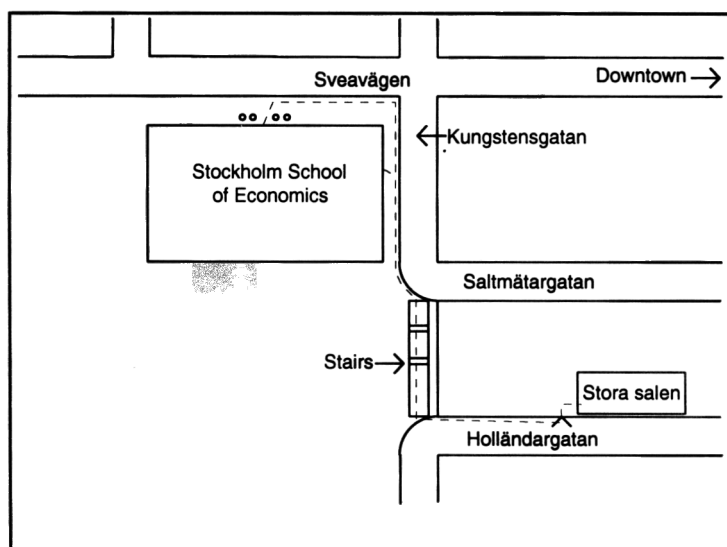 Sveavägen
Downtown
Kungstensgatan
Stockholm School
of Economics
Saltmätargatan
Stairs
Stora salen
Holländargatan